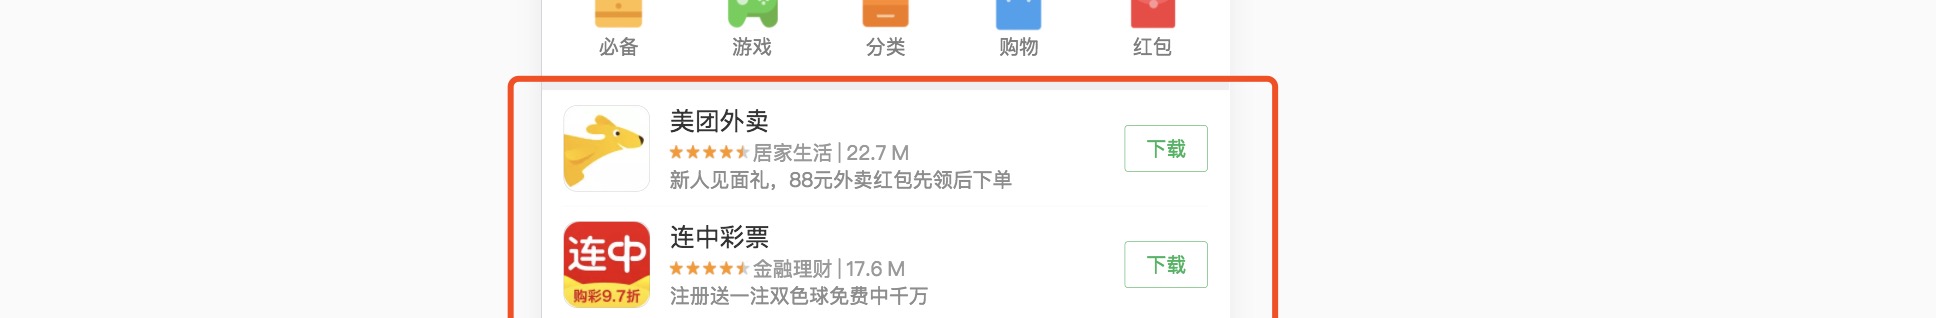 必备 游戏 分类 购物 红包
美团外卖
居家生活 | 22.7 M
新人见面礼，88元外卖红包先领后下单
下载
连中
购彩9.7折
连中彩票
金融理财 | 17.6 M
注册送一注双色球免费中千万
下载